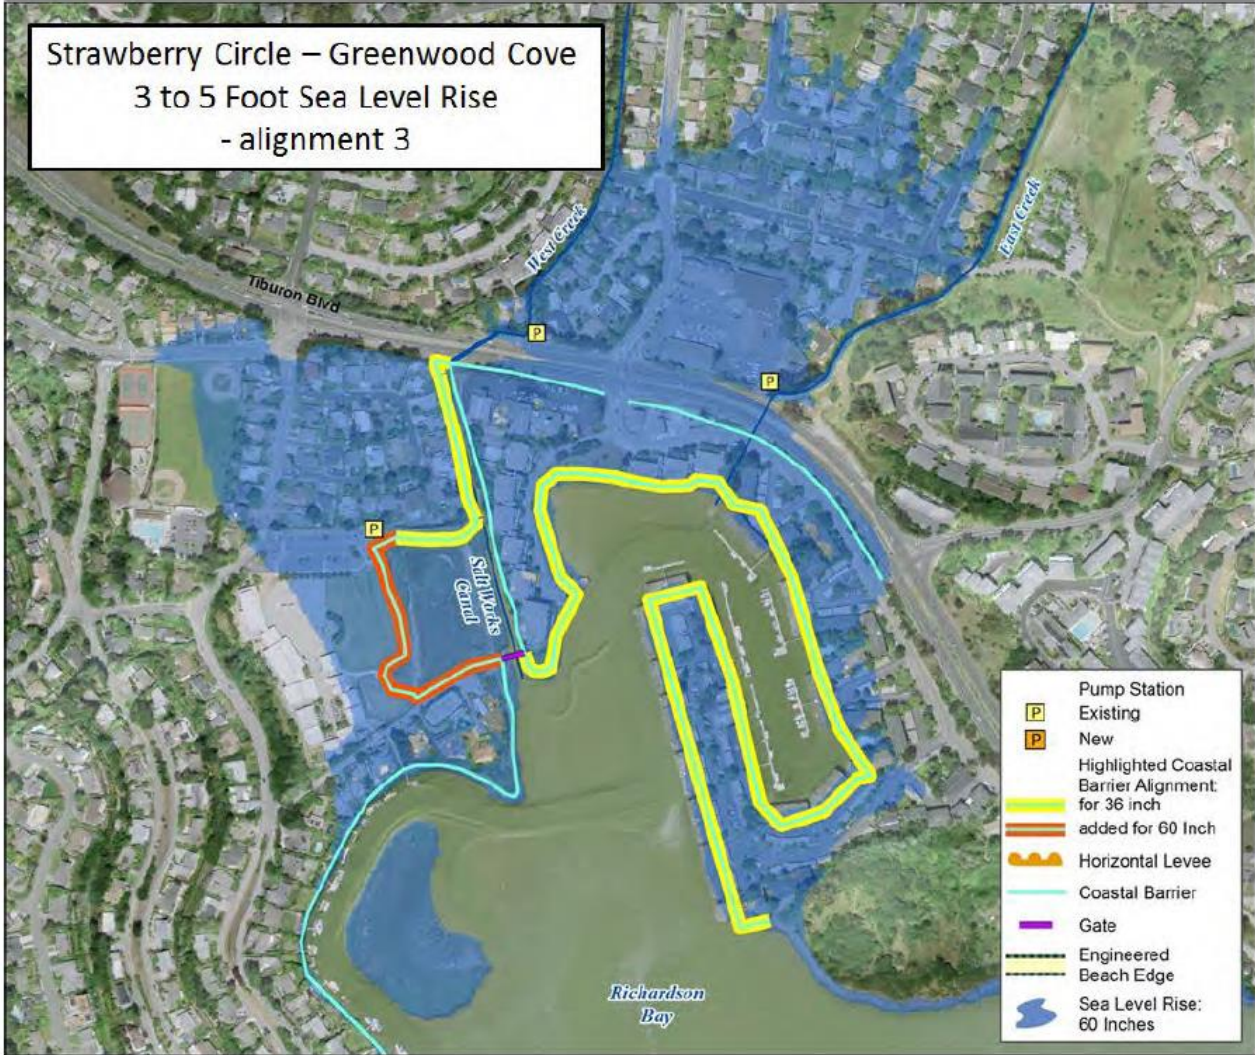 Strawberry Circle – Greenwood Cove
3 to 5 Foot Sea Level Rise
- alignment 3
West Creek
East Creek
Tiburon Blvd
P
P
P
Salt Works
Canal
Richardson
Bay
Pump Station
P Existing
P New
Highlighted Coastal
Barrier Alignment:
for 36 inch
added for 60 Inch
Horizontal Levee
Coastal Barrier
Gate
Engineered
Beach Edge
Sea Level Rise:
60 Inches